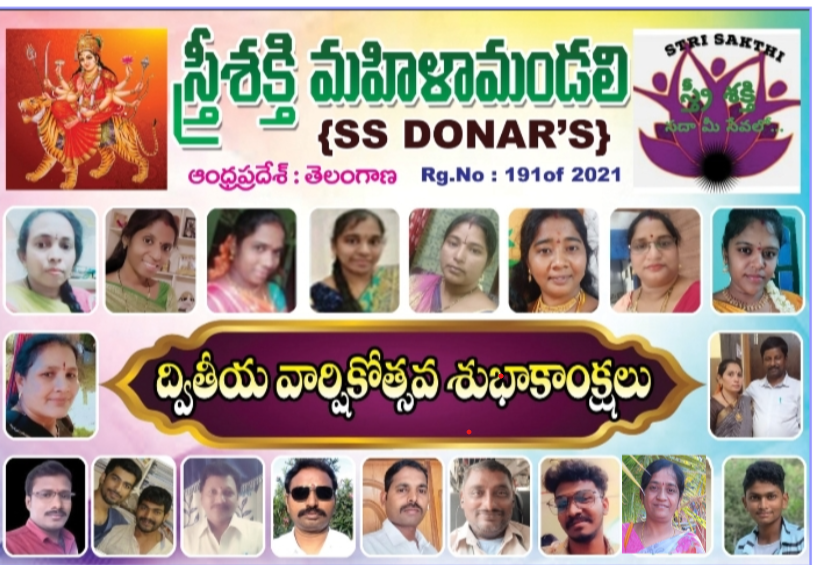 స్త్రీశక్తి మహిళామండలి
{SS DONAR'S}
ఆంధ్రప్రదేశ్ : తెలంగాణ Rg.No : 191of 2021
STRI SAKTHI
స్త్రీ శక్తి
సదా మీ సేవలో...
ద్వితీయ వార్షికోత్సవ శుభాకాంక్షలు